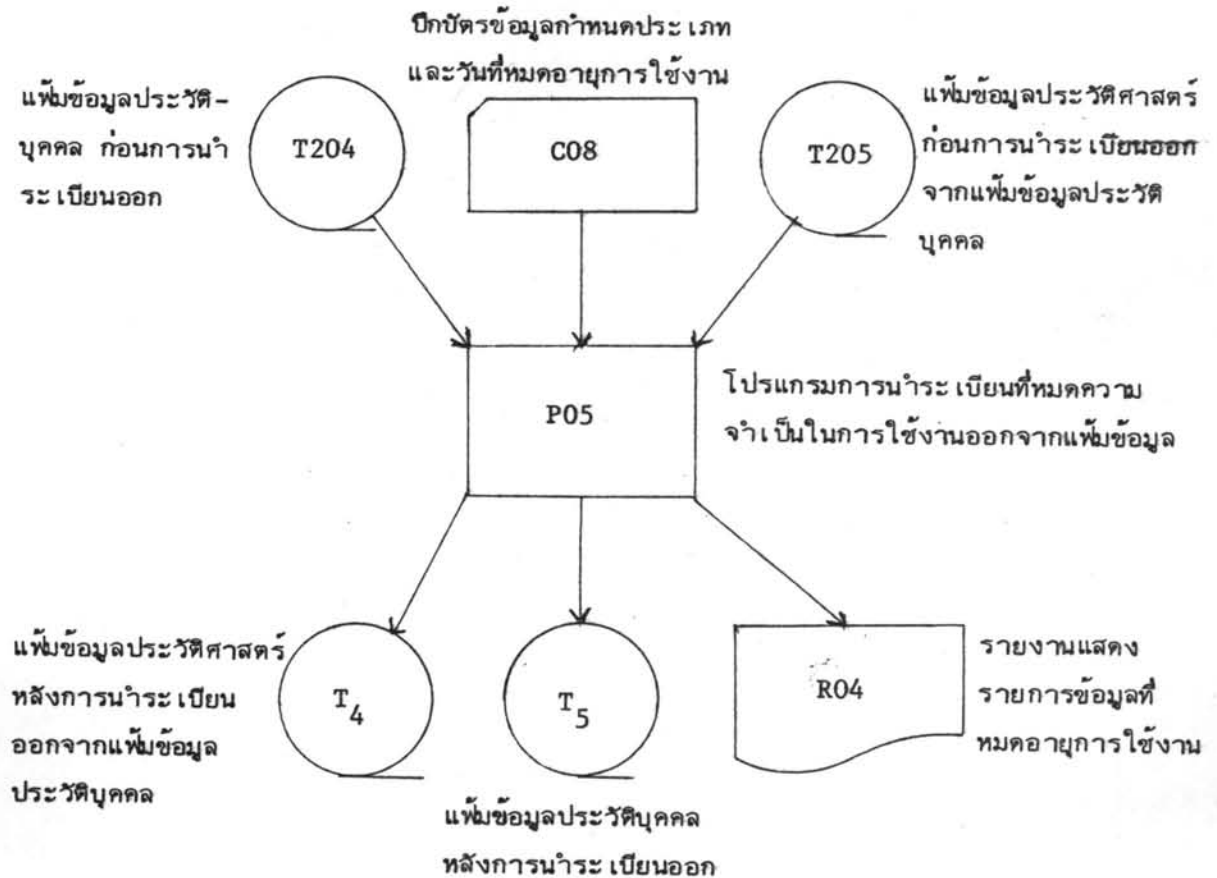 ปึกบัตรข้อมูลกำหนดประเภท
และวันที่หมดอายุการใช้งาน
แฟ้มข้อมูลประวัติ-
บุคคล ก่อนการนำ
ระเบียนออก
T204
C08
T205
แฟ้มข้อมูลประวัติศาสตร์
ก่อนการนำระเบียนออก
จากแฟ้มข้อมูลประวัติ
บุคคล
P05
โปรแกรมการนำระเบียนที่หมดความ
จำเป็นในการใช้งานออกจากแฟ้มข้อมูล
แฟ้มข้อมูลประวัติศาสตร์
หลังการนำระเบียน
ออกจากแฟ้มข้อมูล
ประวัติบุคคล
T4
T5
แฟ้มข้อมูลประวัติบุคคล
หลังการนำระเบียนออก
R04
รายงานแสดง
รายการข้อมูลที่
หมดอายุการใช้งาน